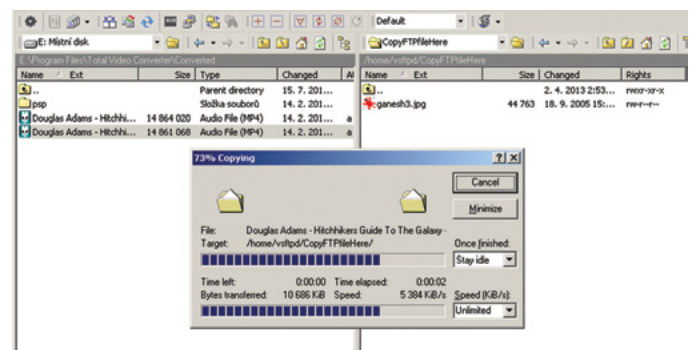 Default
E: Místní disk
CopyFTPfileHere
E:\Program Files\Total Video Converter\Converted
/home/vsftpd/CopyFTPfileHere
Name Ext Size Type Changed
Name Ext Size Changed Rights
.. Parent directory 15. 7. 201...
.. 2. 4. 2013 2:53... rwxr-xr-x
psp Složka souborů 14. 2. 201...
ganesh3.jpg 44 763 18. 9. 2005 15:... rw-r--r--
Douglas Adams - Hitchhi... 14 864 020 Audio File (MP4) 14. 2. 201... a
Douglas Adams - Hitchhi... 14 861 068 Audio File (MP4) 14. 2. 201... a
73% Copying
Cancel
Minimize
File: Douglas Adams - Hitchhikers Guide To The Galaxy -
Target: /home/vsftpd/CopyFTPfileHere/
Once finished:
Stay idle
Time left: 0:00:00 Time elapsed: 0:00:02
Bytes transferred: 10 686 KiB Speed: 5 384 KiB/s
Speed (KiB/s):
Unlimited